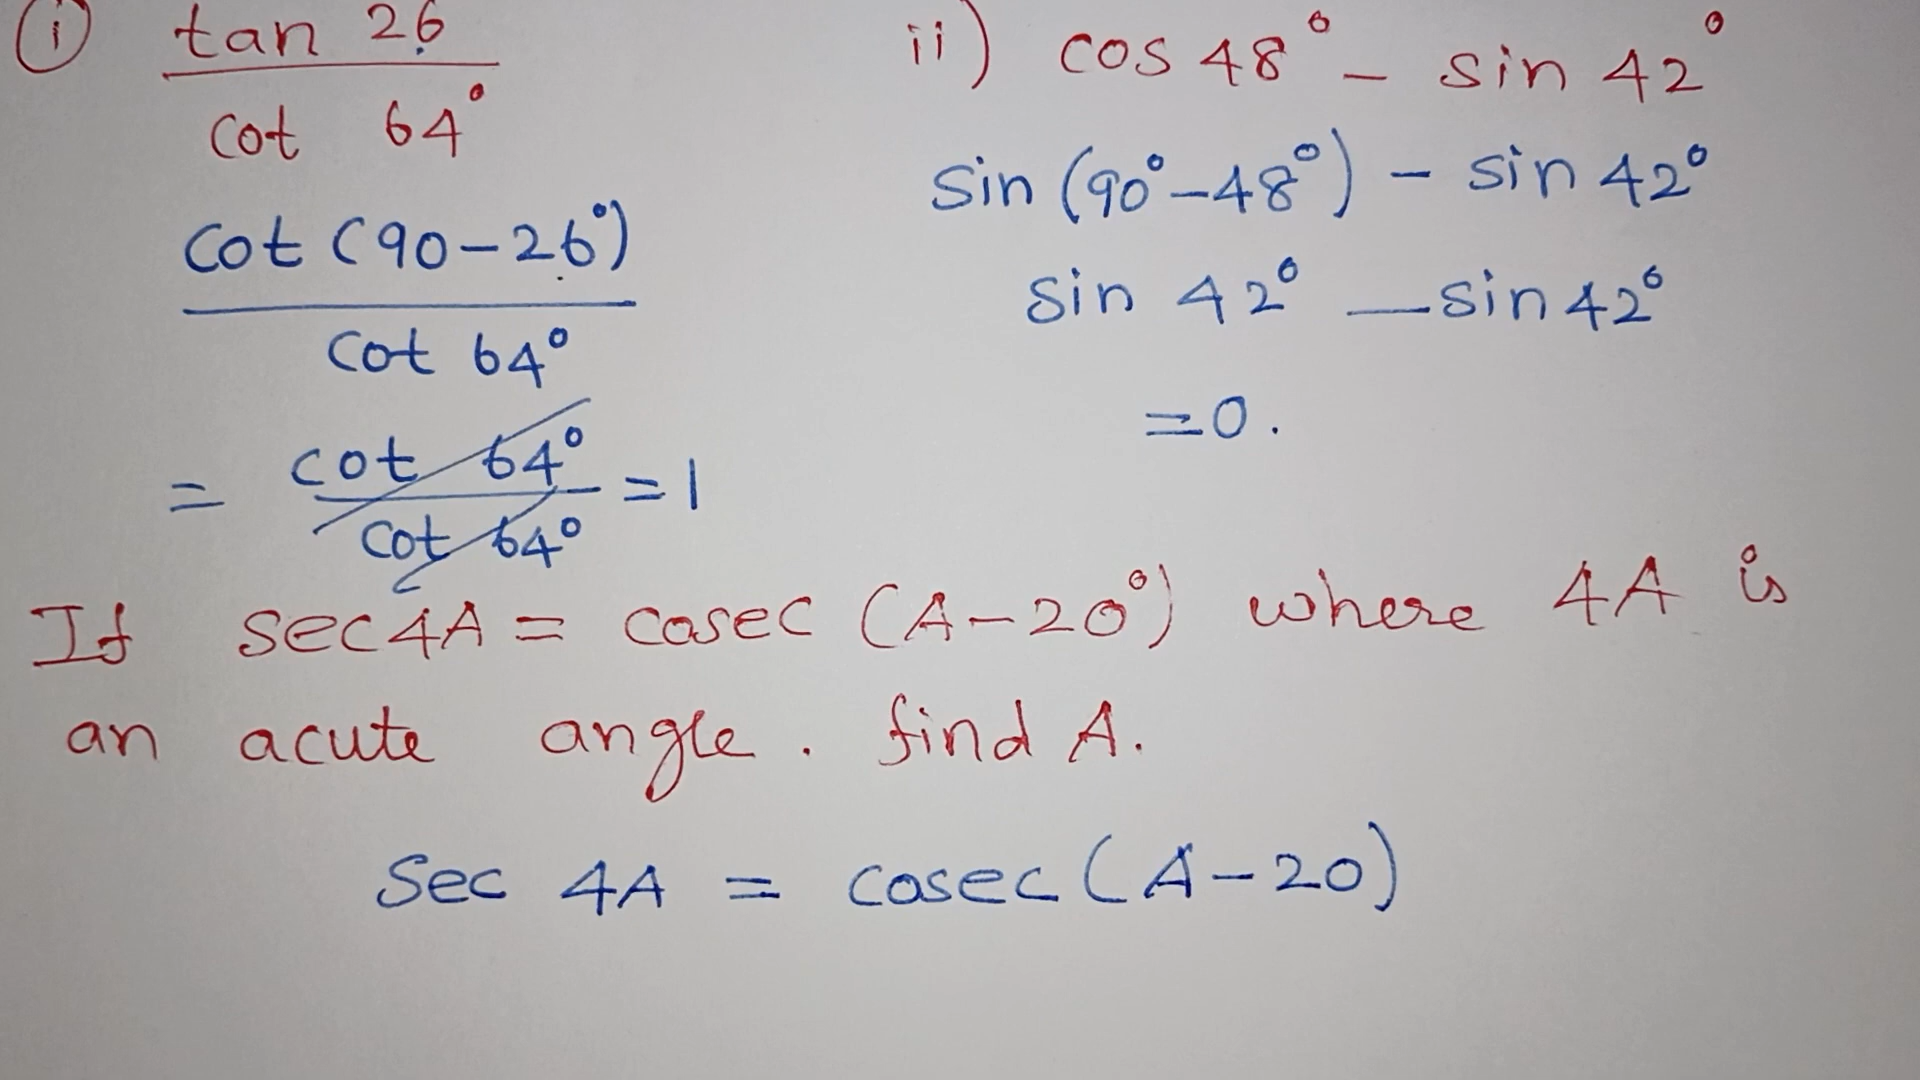 i tan 26
cot 64°
cot (90-26°)
cot 64°
= cot 64° = 1
cot 64°
ii) cos 48° - sin 42°
sin (90°-48°) - sin 42°
sin 42° - sin 42°
=0.
If sec4A = cosec (A-20°) where 4A is
an acute angle. find A.
Sec 4A = cosec (A-20)